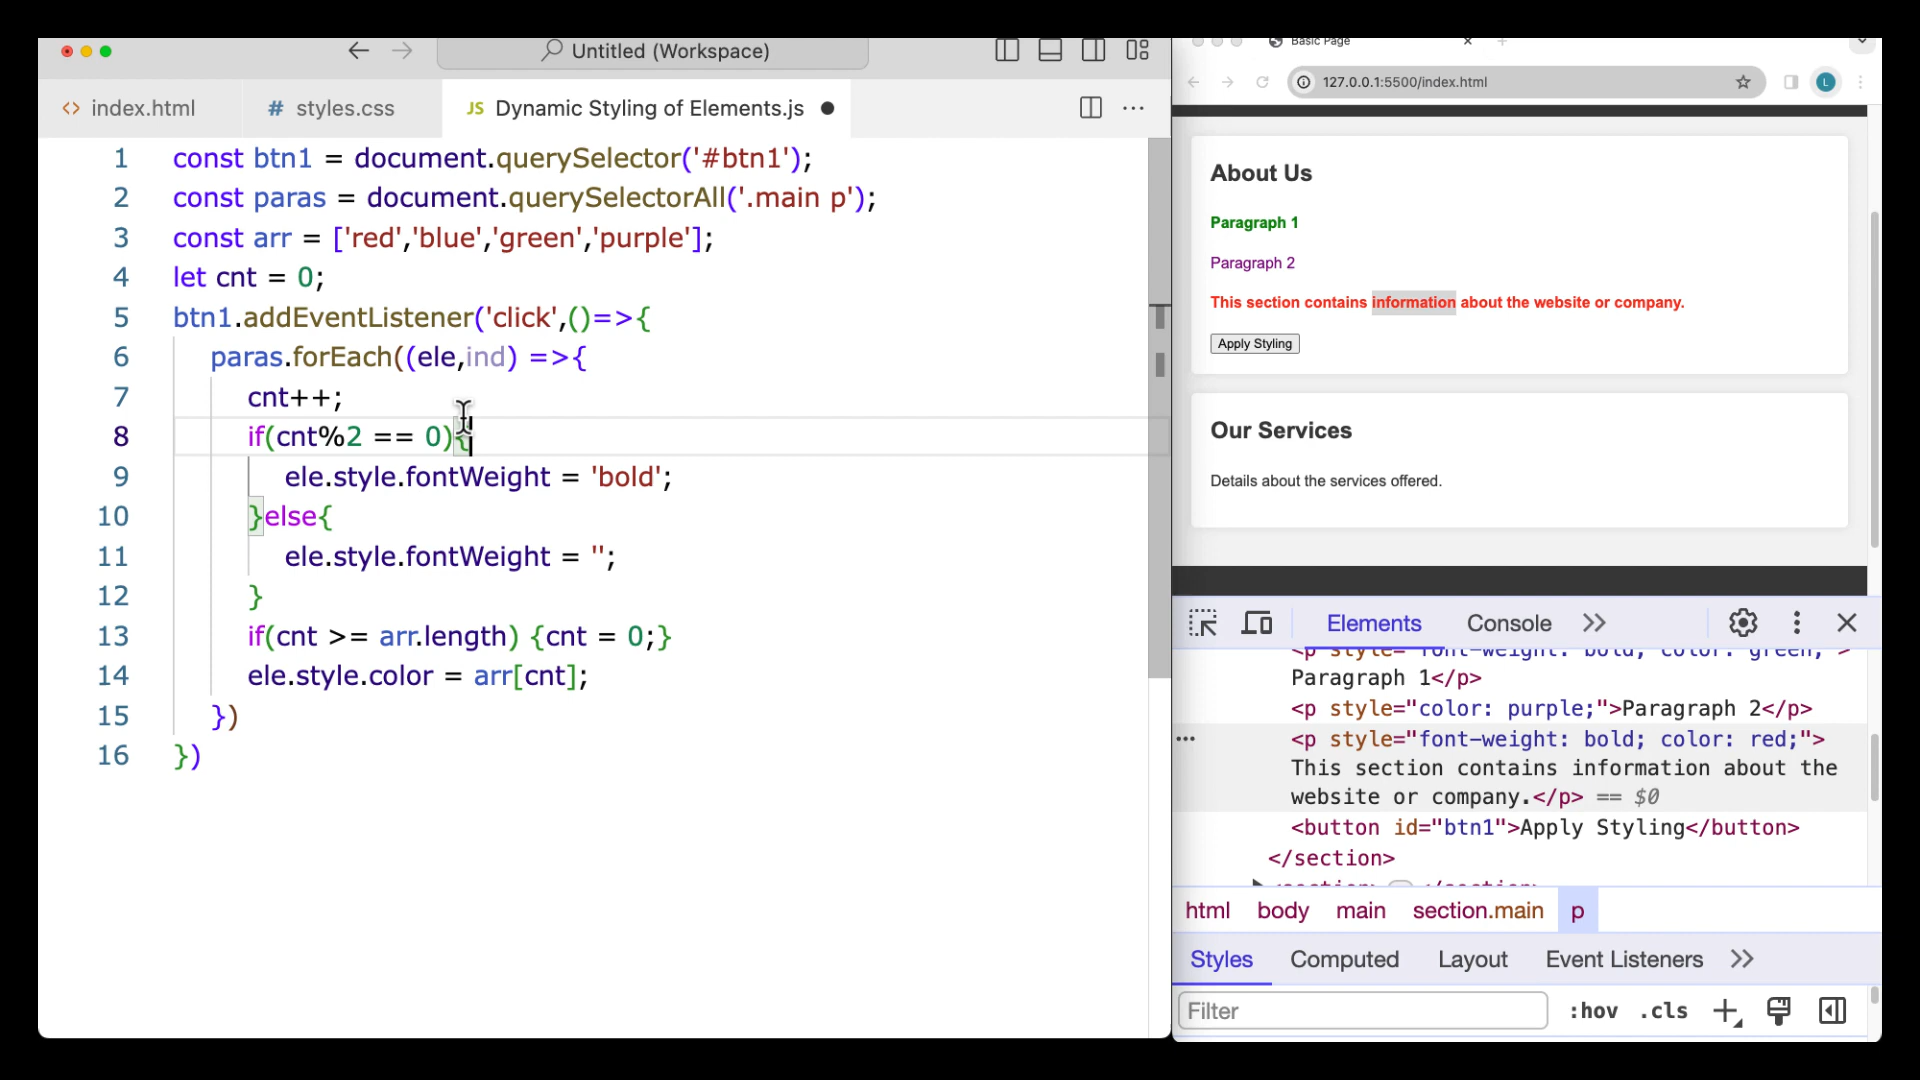 Untitled (Workspace)
<> index.html
# styles.css
JS Dynamic Styling of Elements.js
1 const btn1 = document.querySelector('#btn1');
2 const paras = document.querySelectorAll('.main p');
3 const arr = ['red','blue','green','purple'];
4 let cnt = 0;
5 btn1.addEventListener('click',()=>{
6 paras.forEach((ele,ind) =>{
7 cnt++;
8 if(cnt%2 == 0){
9 ele.style.fontWeight = 'bold';
10 }else{
11 ele.style.fontWeight = '';
12 }
13 if(cnt >= arr.length) {cnt = 0;}
14 ele.style.color = arr[cnt];
15 })
16 })
Basic Page
127.0.0.1:5500/index.html
L
About Us
Paragraph 1
Paragraph 2
This section contains information about the website or company.
Apply Styling
Our Services
Details about the services offered.
Elements
Console
<p style="font-weight: bold; color: green;">
Paragraph 1</p>
<p style="color: purple;">Paragraph 2</p>
<p style="font-weight: bold; color: red;">
This section contains information about the
website or company.</p> == $0
<button id="btn1">Apply Styling</button>
</section>
html body main section.main p
Styles Computed Layout Event Listeners
Filter
:hov .cls